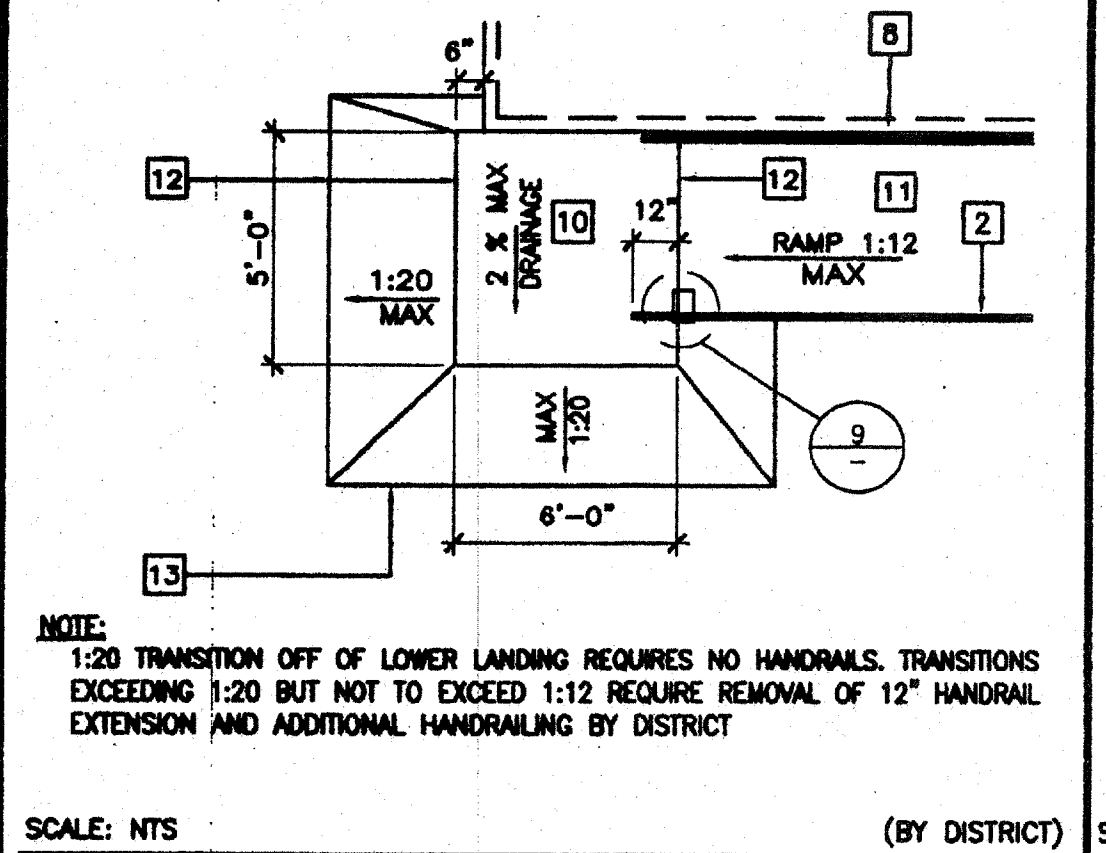 6"
8
12
5'-0"
2 % MAX
DRAINAGE
10
12"
12
11
2
RAMP 1:12
MAX
1:20
MAX
MAX
1:20
9
-
6'-0"
13
NOTE:
1:20 TRANSITION OFF OF LOWER LANDING REQUIRES NO HANDRAILS. TRANSITIONS
EXCEEDING 1:20 BUT NOT TO EXCEED 1:12 REQUIRE REMOVAL OF 12" HANDRAIL
EXTENSION AND ADDITIONAL HANDRAILING BY DISTRICT
SCALE: NTS
(BY DISTRICT)
S